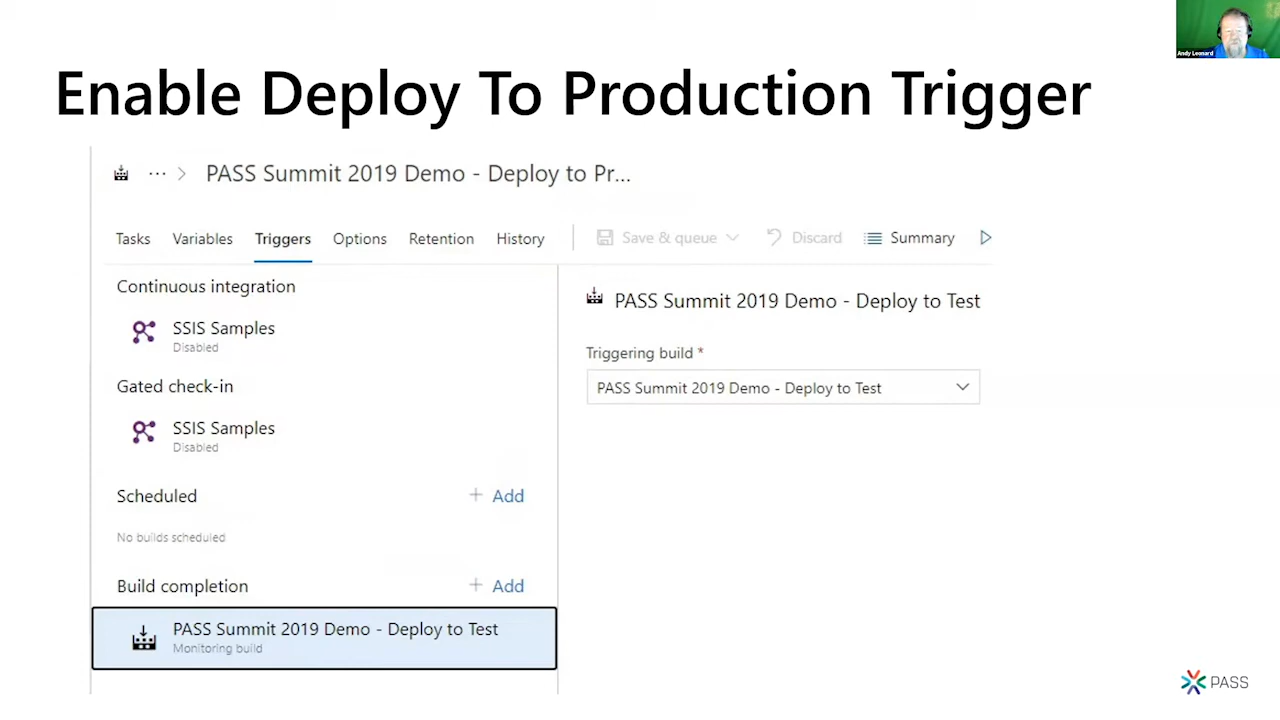 Andy Leonard
Enable Deploy To Production Trigger
... PASS Summit 2019 Demo - Deploy to Pr...
Tasks Variables Triggers Options Retention History Save & queue Discard Summary
Continuous integration
SSIS Samples
Disabled
Gated check-in
SSIS Samples
Disabled
Scheduled + Add
No builds scheduled
Build completion + Add
PASS Summit 2019 Demo - Deploy to Test
Monitoring build
PASS Summit 2019 Demo - Deploy to Test
Triggering build *
PASS Summit 2019 Demo - Deploy to Test
PASS